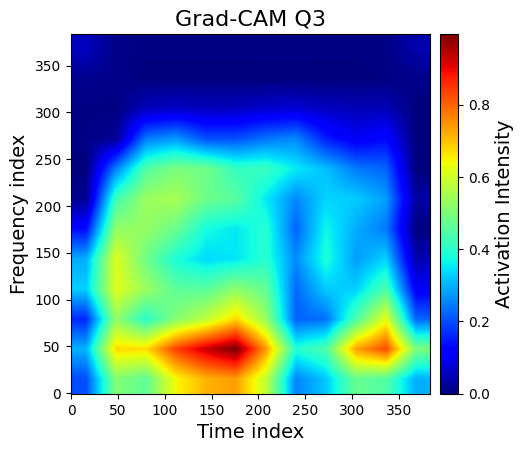 Grad-CAM Q3
Frequency index
350
300
250
200
150
100
50
0
0 50 100 150 200 250 300 350
Time index
0.8
0.6
0.4
0.2
0.0
Activation Intensity